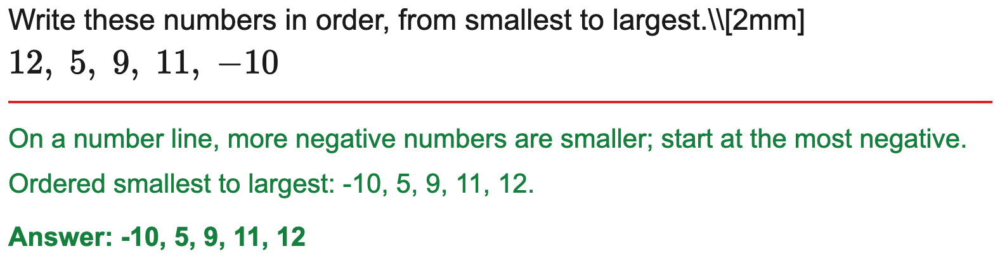 Write these numbers in order, from smallest to largest.\\[2mm]
12, 5, 9, 11, −10
On a number line, more negative numbers are smaller; start at the most negative.
Ordered smallest to largest: -10, 5, 9, 11, 12.
Answer: -10, 5, 9, 11, 12